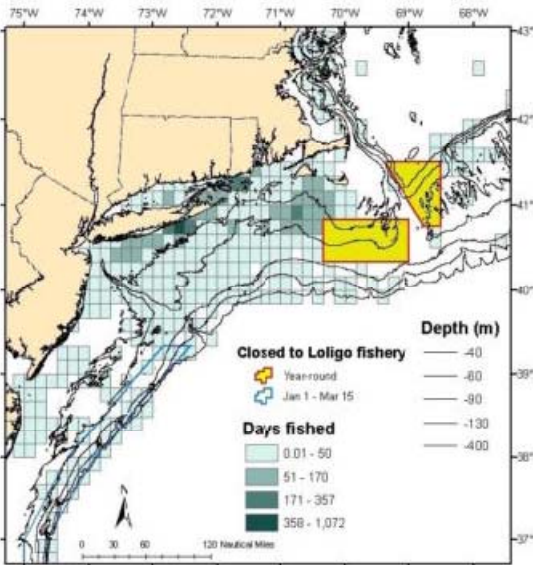 75°W 74°W 73°W 72°W 71°W 70°W 69°W 68°W 66°W
43°
42°
41°
40°
39°
38°
37°
Closed to Loligo fishery
Year-round
Jan 1 - Mar 15
Days fished
0.01 - 50
51 - 170
171 - 357
358 - 1,072
Depth (m)
-40
-60
-90
-130
-400
N
0 30 60 120 Nautical Miles